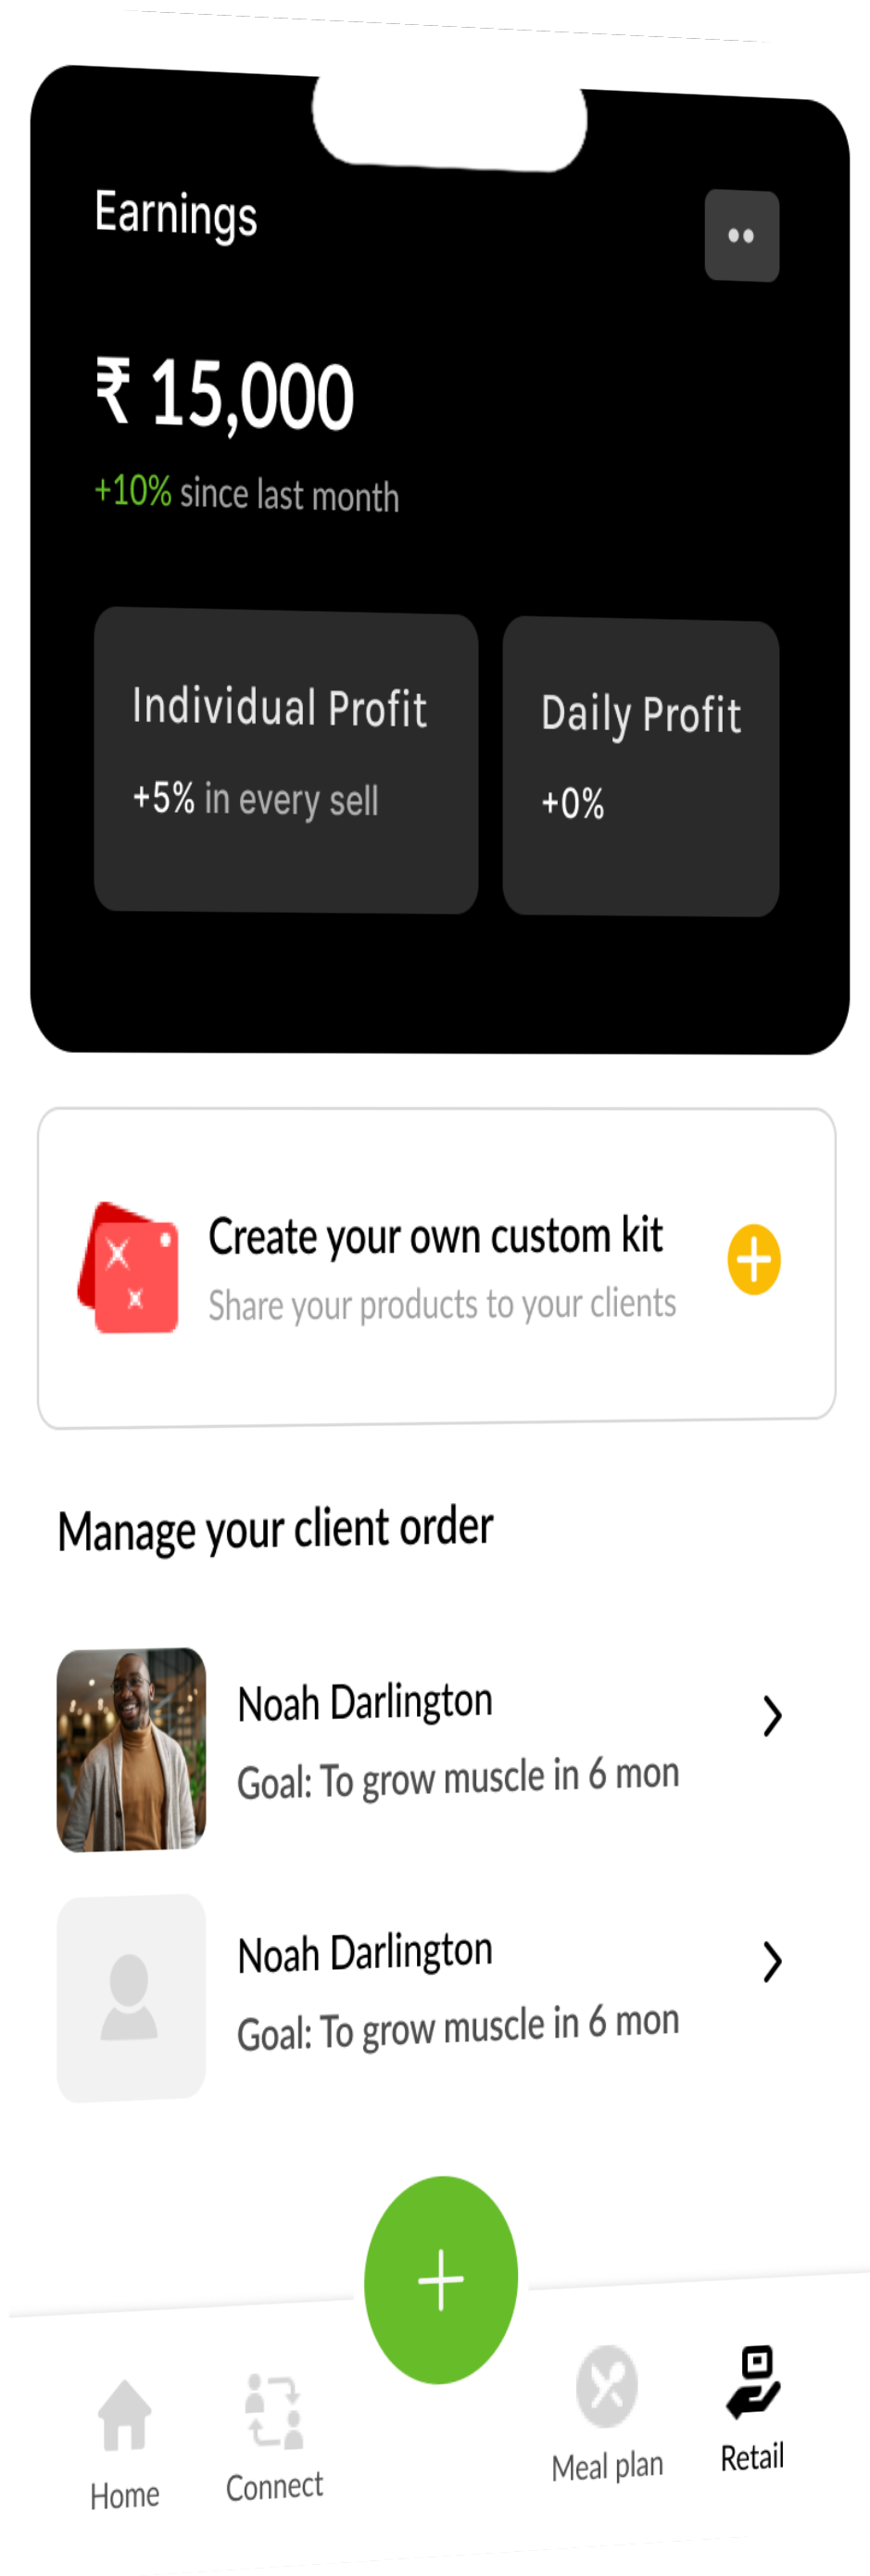 Earnings
₹ 15,000
+10% since last month
Individual Profit
+5% in every sell
Daily Profit
+0%
Create your own custom kit
Share your products to your clients
Manage your client order
Noah Darlington
Goal: To grow muscle in 6 mon
Noah Darlington
Goal: To grow muscle in 6 mon
Home
Connect
Meal plan
Retail